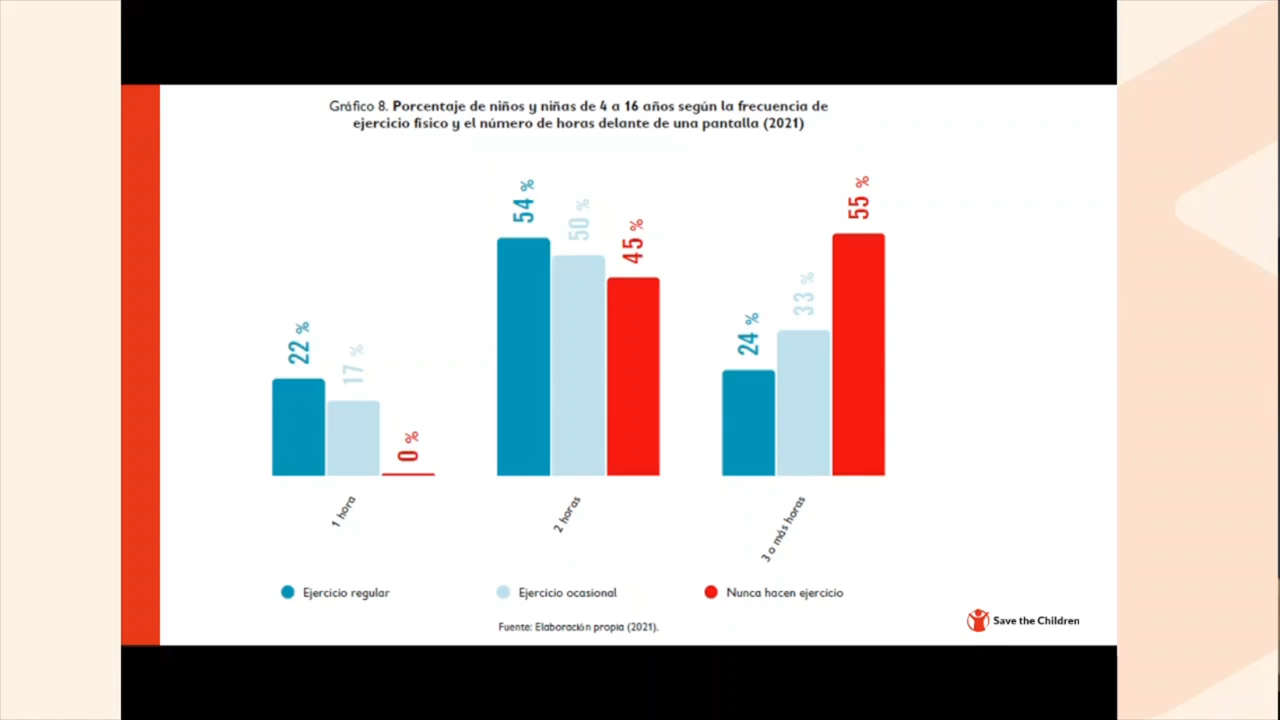 Gráfico 8. Porcentaje de niños y niñas de 4 a 16 años según la frecuencia de
ejercicio físico y el número de horas delante de una pantalla (2021)
22 %
17 %
0 %
54 %
50 %
45 %
24 %
33 %
55 %
1 hora
2 horas
3 o más horas
Ejercicio regular
Ejercicio ocasional
Nunca hacen ejercicio
Fuente: Elaboración propia (2021).
Save the Children